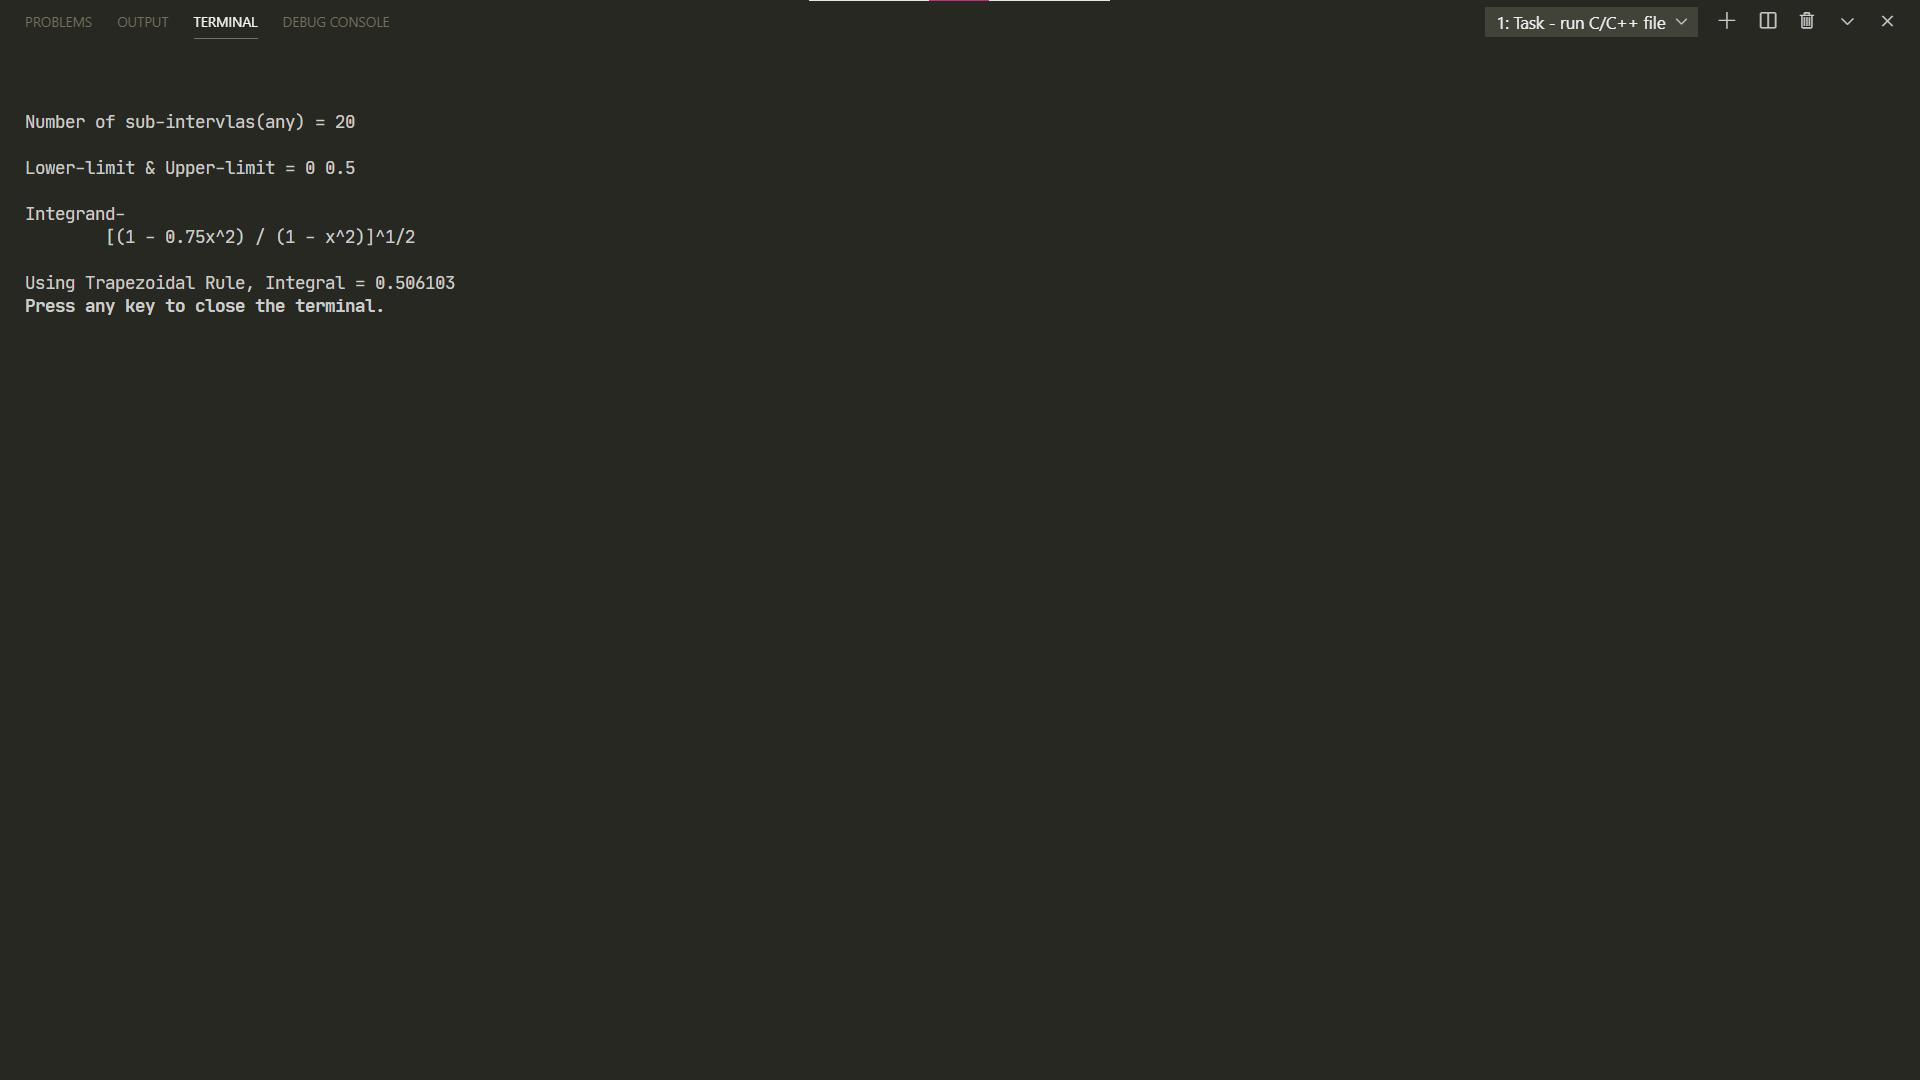 PROBLEMS OUTPUT TERMINAL DEBUG CONSOLE 1: Task - run C/C++ file
Number of sub-intervlas(any) = 20
Lower-limit & Upper-limit = 0 0.5
Integrand-
[(1 - 0.75x^2) / (1 - x^2)]^1/2
Using Trapezoidal Rule, Integral = 0.506103
Press any key to close the terminal.